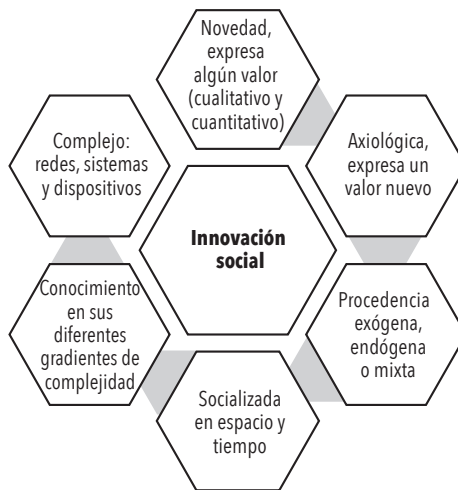 Novedad,
expresa
algún valor
(cualitativo y
cuantitativo)
Axiológica,
expresa un
valor nuevo
Procedencia
exógena,
endógena
o mixta
Socializada
en espacio y
tiempo
Conocimiento
en sus
diferentes
gradientes de
complejidad
Complejo:
redes, sistemas
y dispositivos
Innovación
social